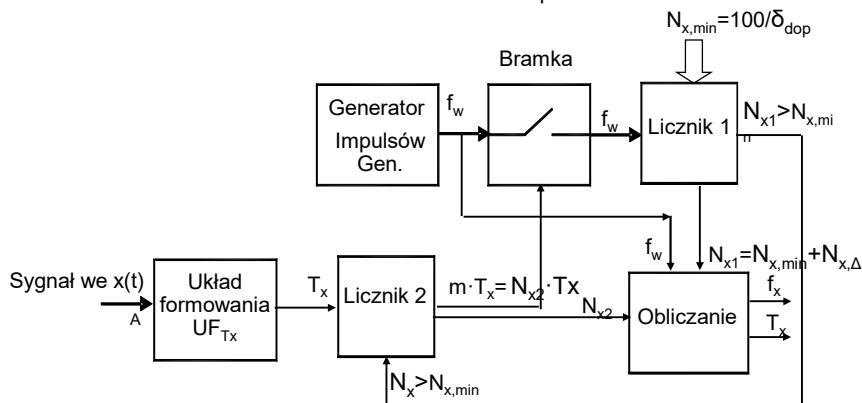 N_x,min=100/δ_dop
Bramka
Generator
Impulsów
Gen.
f_w
f_w
Licznik 1
N_x1>N_x,mi
n
f_w
N_x1=N_x,min+N_x,Δ
Sygnał we x(t)
A
Układ
formowania
UF_Tx
T_x
Licznik 2
m·T_x=N_x2·Tx
N_x2
Obliczanie
f_x
T_x
N_x>N_x,min